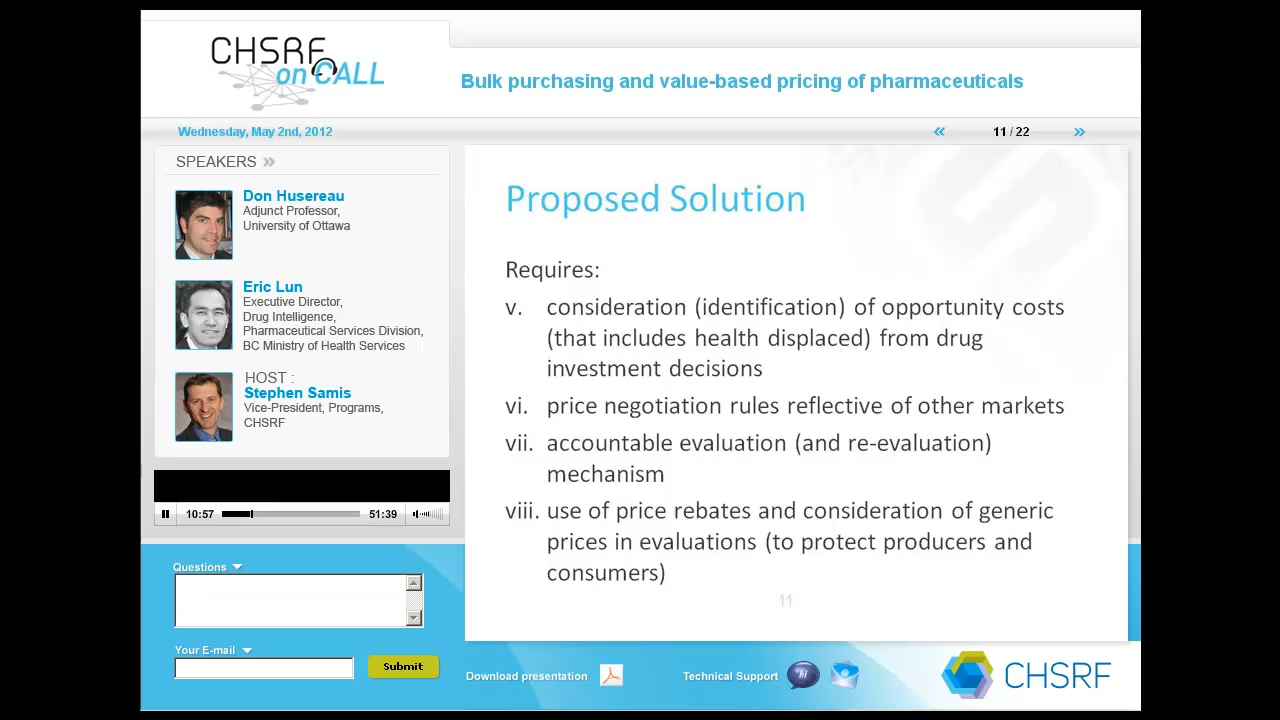 CHSRF
on CALL
Bulk purchasing and value-based pricing of pharmaceuticals
Wednesday, May 2nd, 2012
« 11 / 22 »
SPEAKERS »
Don Husereau
Adjunct Professor,
University of Ottawa
Eric Lun
Executive Director,
Drug Intelligence,
Pharmaceutical Services Division,
BC Ministry of Health Services
HOST :
Stephen Samis
Vice-President, Programs,
CHSRF
10:57 51:39
Questions
Your E-mail
Submit
Proposed Solution
Requires:
v. consideration (identification) of opportunity costs
(that includes health displaced) from drug
investment decisions
vi. price negotiation rules reflective of other markets
vii. accountable evaluation (and re-evaluation)
mechanism
viii. use of price rebates and consideration of generic
prices in evaluations (to protect producers and
consumers)
11
Download presentation
Technical Support
hi
CHSRF